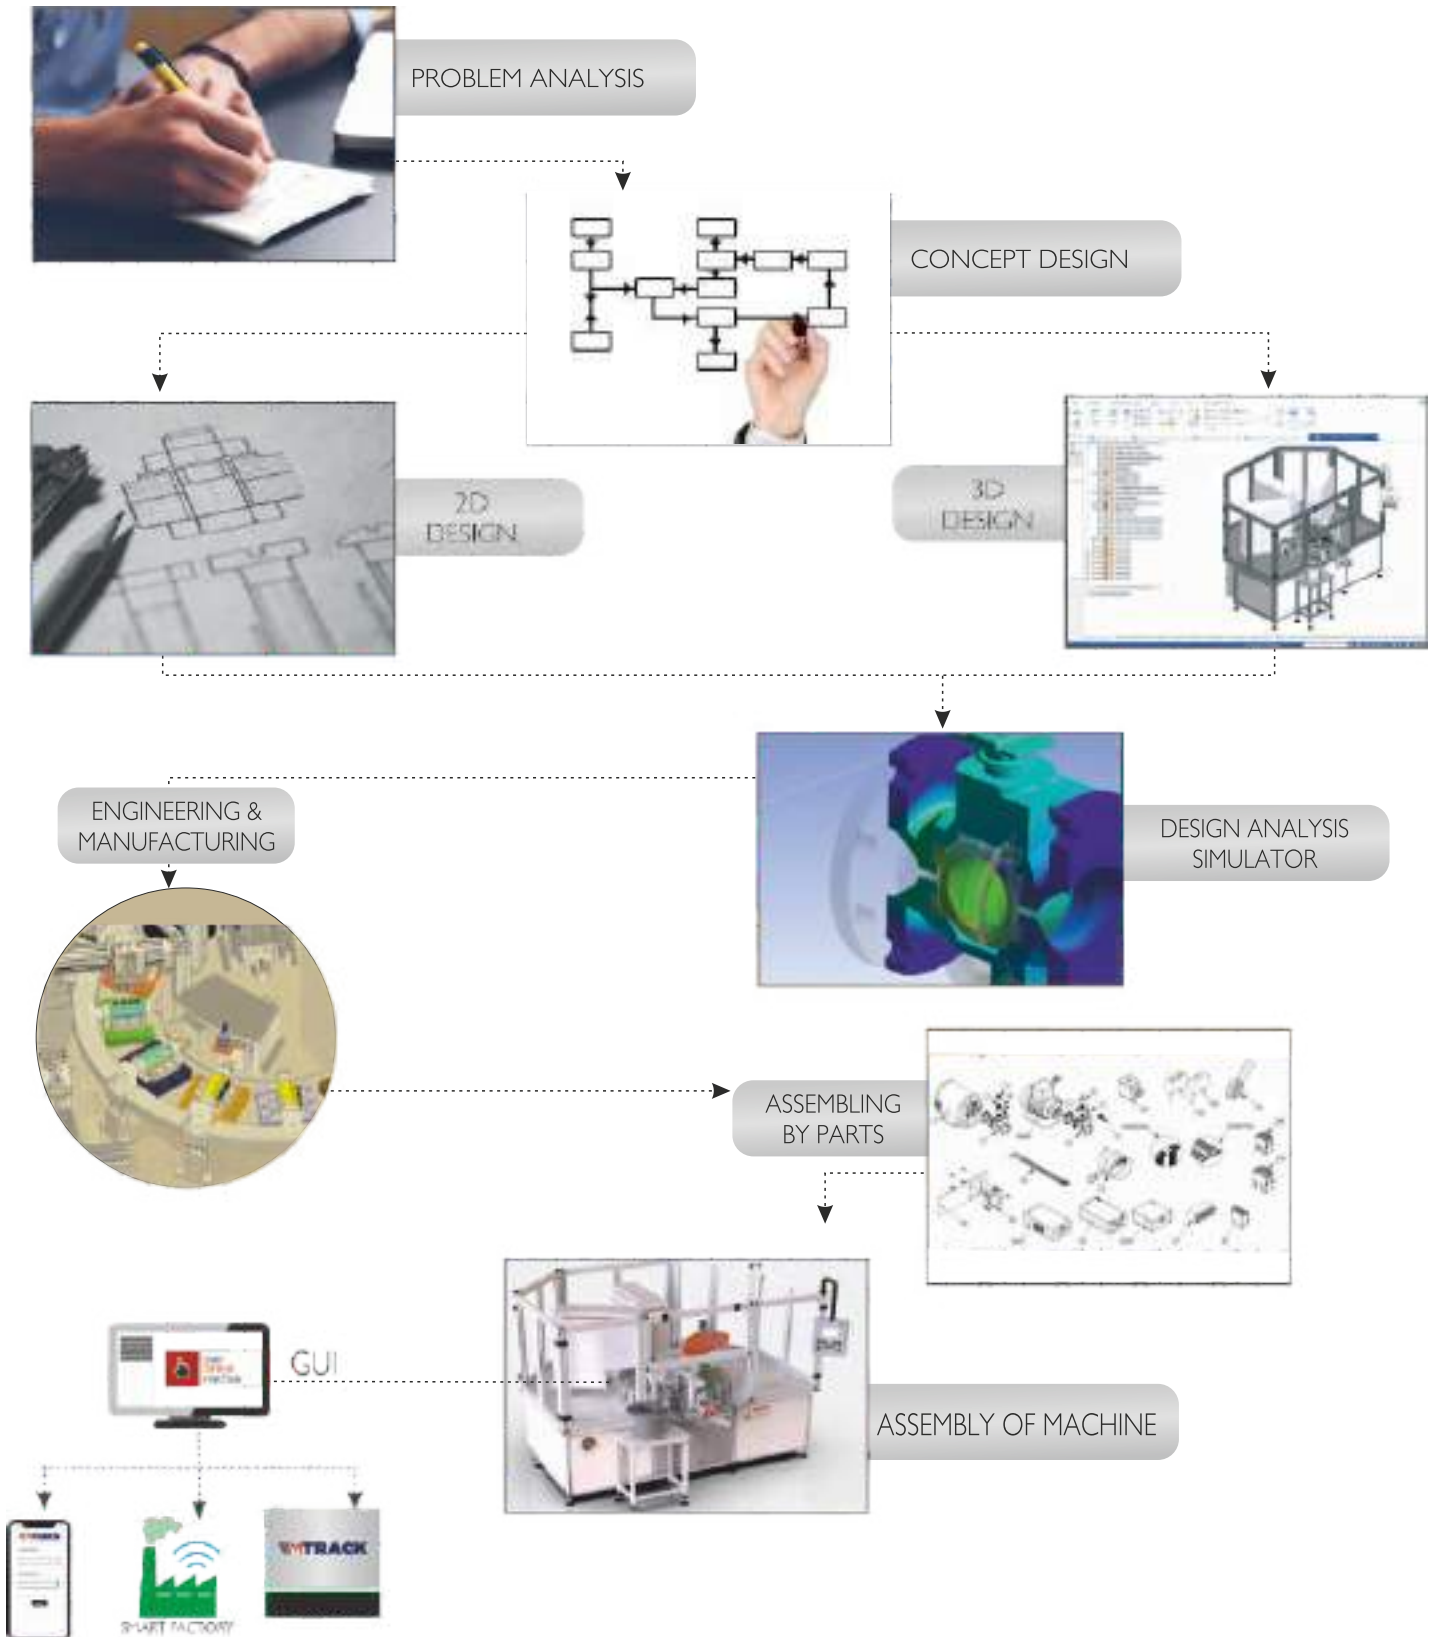 PROBLEM ANALYSIS
CONCEPT DESIGN
2D
DESIGN
3D
DESIGN
ENGINEERING &
MANUFACTURING
DESIGN ANALYSIS
SIMULATOR
ASSEMBLING
BY PARTS
GUI
ASSEMBLY OF MACHINE
TRACK
SMART FACTORY